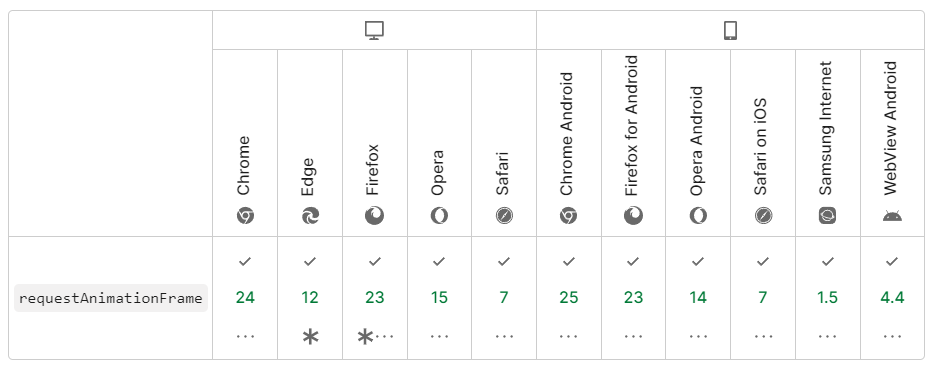 Chrome
Edge
Firefox
Opera
Safari
Chrome Android
Firefox for Android
Opera Android
Safari on iOS
Samsung Internet
WebView Android
requestAnimationFrame
✓ ✓ ✓ ✓ ✓ ✓ ✓ ✓ ✓ ✓ ✓
24 12 23 15 7 25 23 14 7 1.5 4.4
… * *… … … … … … … … …